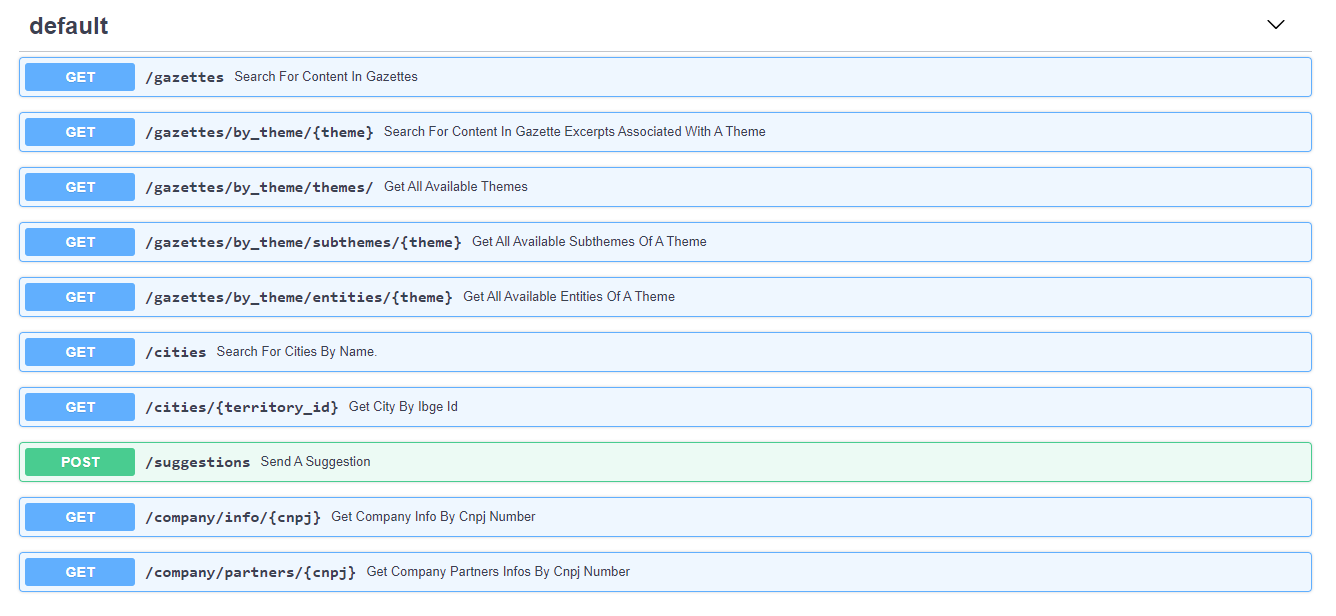 default
GET /gazettes Search For Content In Gazettes
GET /gazettes/by_theme/{theme} Search For Content In Gazette Excerpts Associated With A Theme
GET /gazettes/by_theme/themes/ Get All Available Themes
GET /gazettes/by_theme/subthemes/{theme} Get All Available Subthemes Of A Theme
GET /gazettes/by_theme/entities/{theme} Get All Available Entities Of A Theme
GET /cities Search For Cities By Name.
GET /cities/{territory_id} Get City By Ibge Id
POST /suggestions Send A Suggestion
GET /company/info/{cnpj} Get Company Info By Cnpj Number
GET /company/partners/{cnpj} Get Company Partners Infos By Cnpj Number